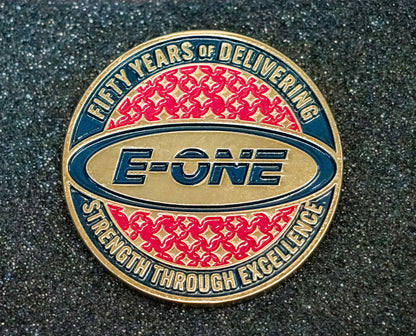 FIFTY YEARS OF DELIVERING
E-ONE
STRENGTH THROUGH EXCELLENCE